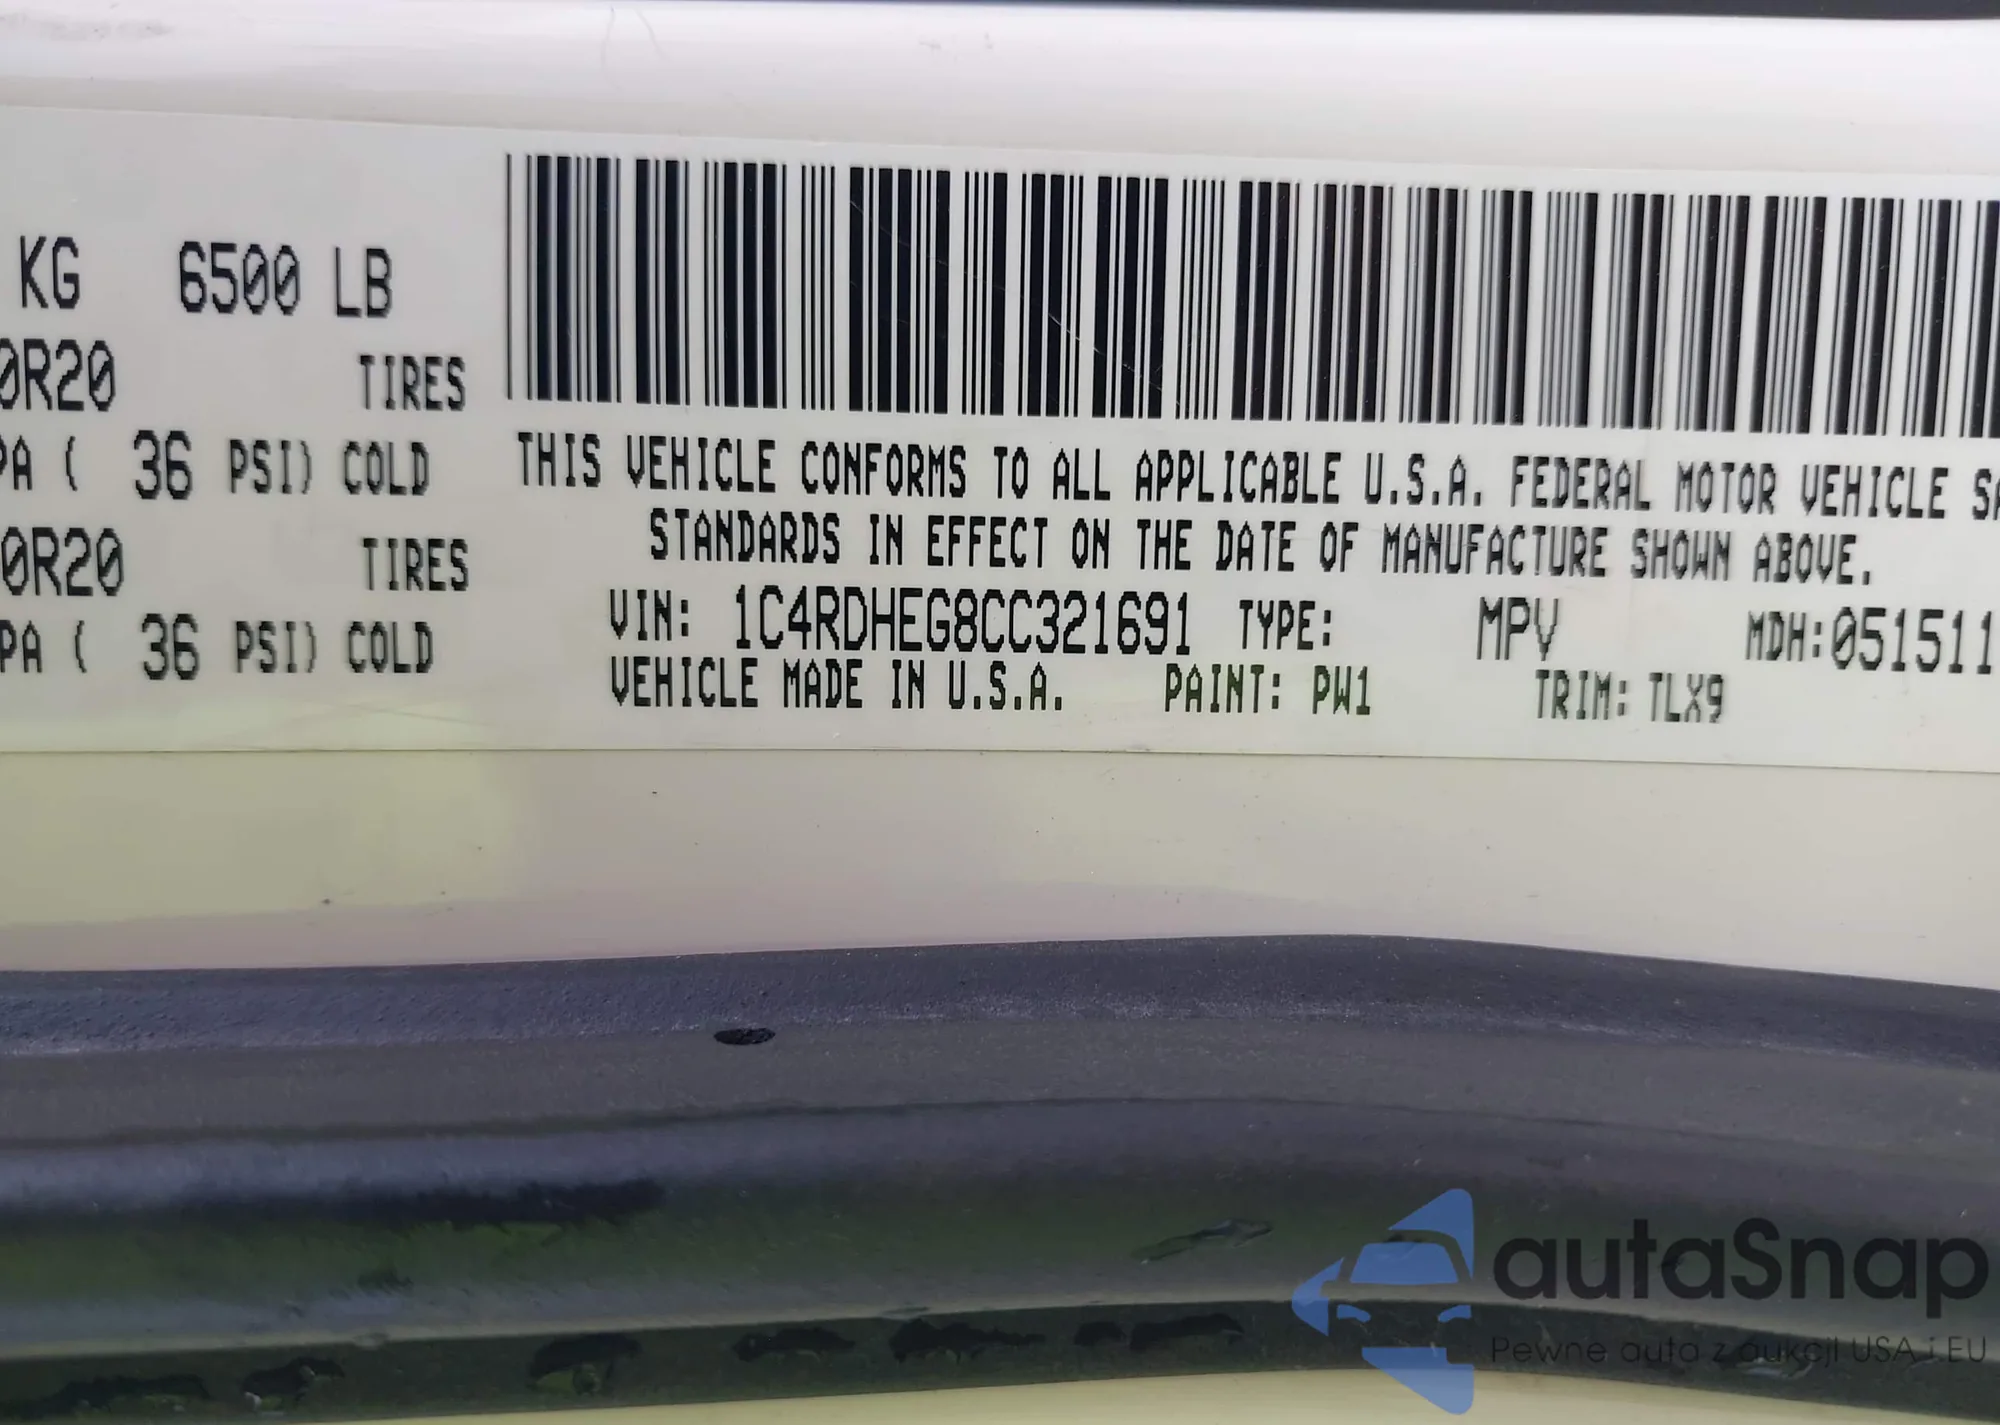 KG 6500 LB
0R20 TIRES
PA ( 36 PSI) COLD
0R20 TIRES
PA ( 36 PSI) COLD
THIS VEHICLE CONFORMS TO ALL APPLICABLE U.S.A. FEDERAL MOTOR VEHICLE SA
STANDARDS IN EFFECT ON THE DATE OF MANUFACTURE SHOWN ABOVE.
VIN: 1C4RDHEG8CC321691 TYPE: MPV MDH:051511
VEHICLE MADE IN U.S.A. PAINT: PW1 TRIM: TLX9
autaSnap
Pewne auta z aukcji USA i EU